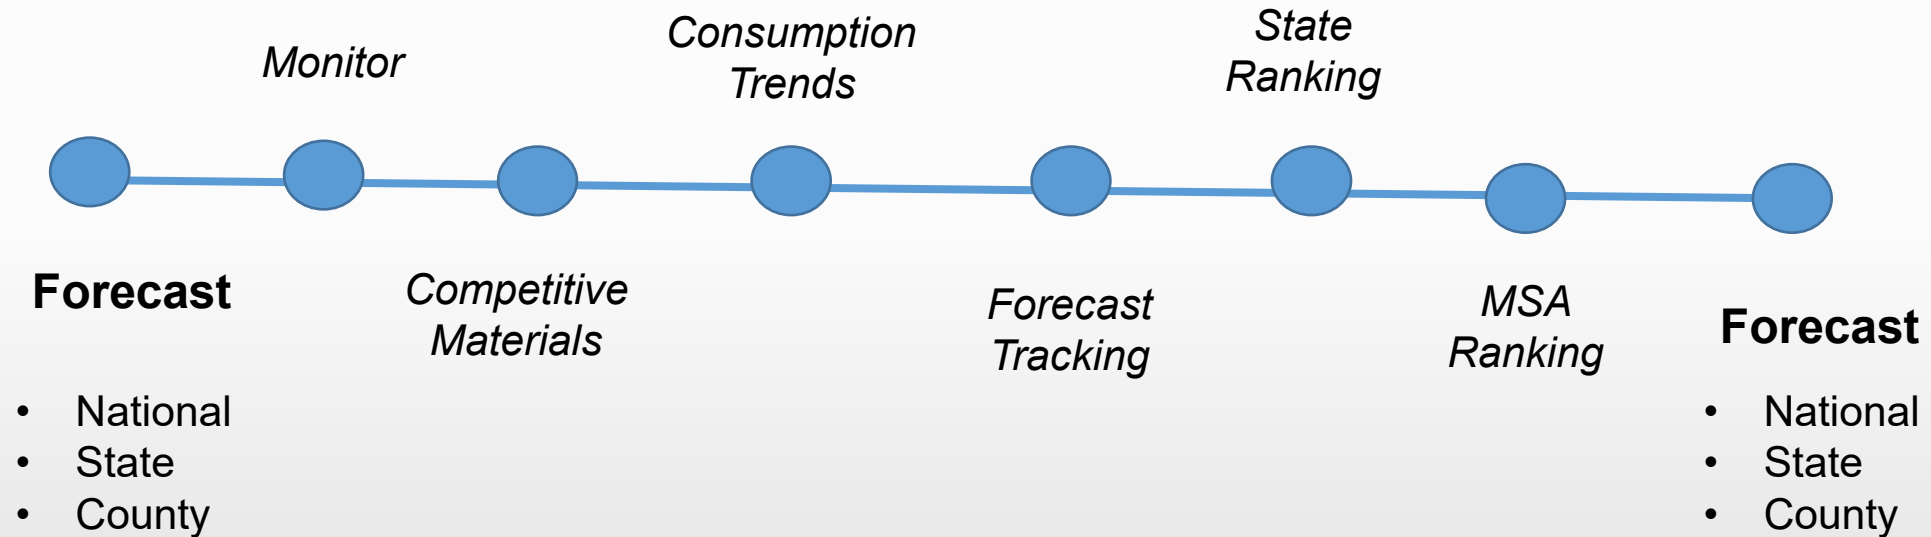 Monitor
Consumption
Trends
State
Ranking
Forecast
• National
• State
• County
Competitive
Materials
Forecast
Tracking
MSA
Ranking
Forecast
• National
• State
• County